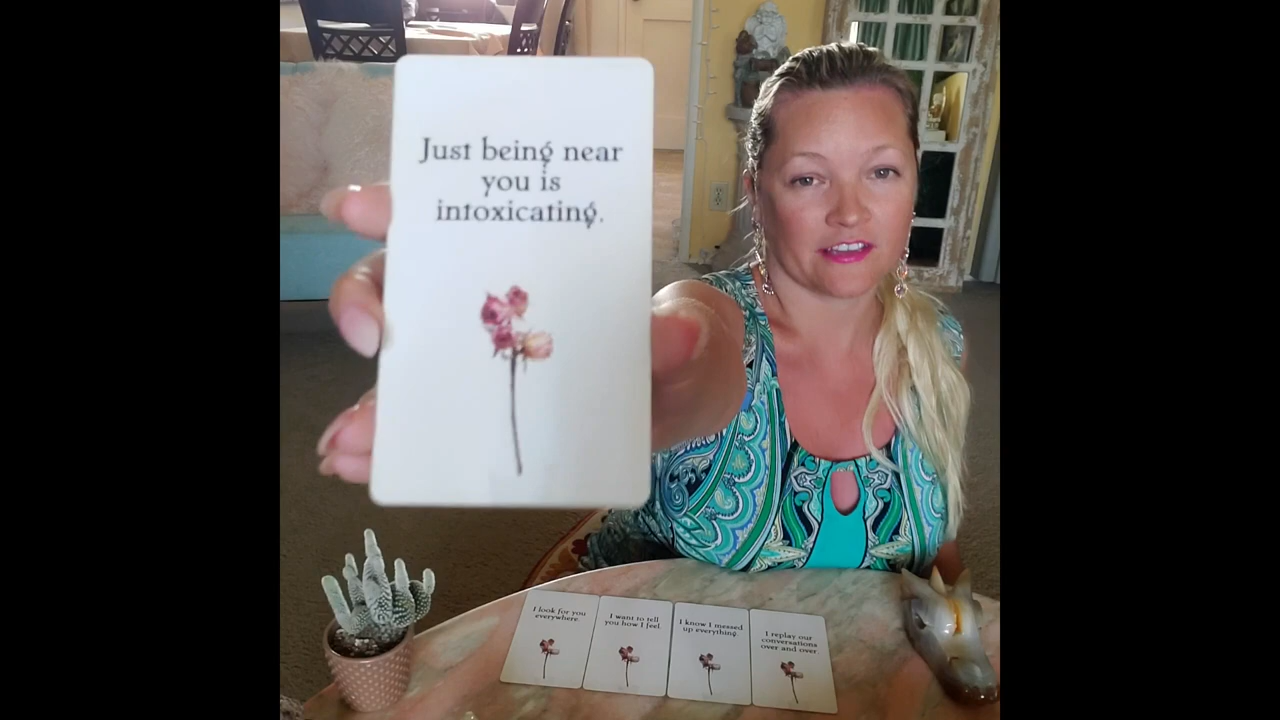 Just being near
you is
intoxicating.
I look for you
everywhere.
I want to tell
you how I feel
I know I messed
up everything.
I replay our
conversations
over and over